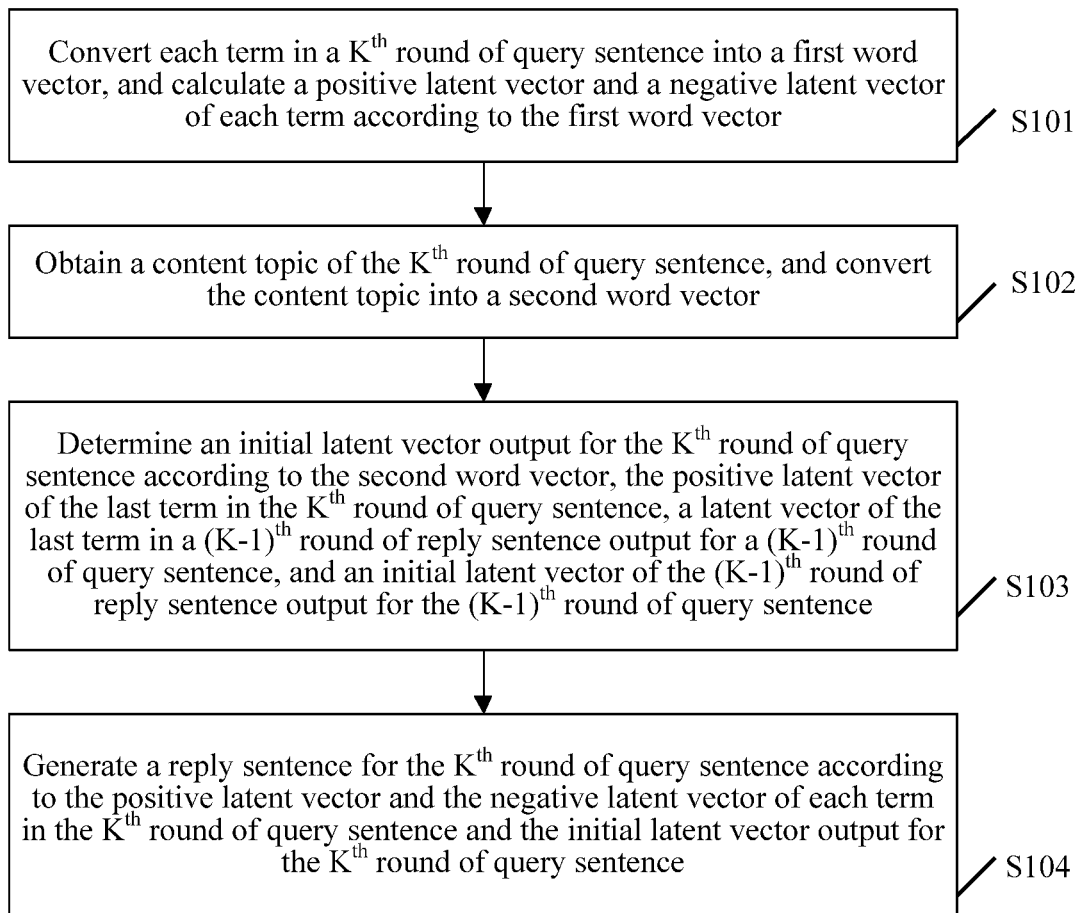 Convert each term in a Kth round of query sentence into a first word
vector, and calculate a positive latent vector and a negative latent vector
of each term according to the first word vector
S101
Obtain a content topic of the Kth round of query sentence, and convert
the content topic into a second word vector
S102
Determine an initial latent vector output for the Kth round of query
sentence according to the second word vector, the positive latent vector
of the last term in the Kth round of query sentence, a latent vector of the
last term in a (K-1)th round of reply sentence output for a (K-1)th round
of query sentence, and an initial latent vector of the (K-1)th round of
reply sentence output for the (K-1)th round of query sentence
S103
Generate a reply sentence for the Kth round of query sentence according
to the positive latent vector and the negative latent vector of each term
in the Kth round of query sentence and the initial latent vector output for
the Kth round of query sentence
S104